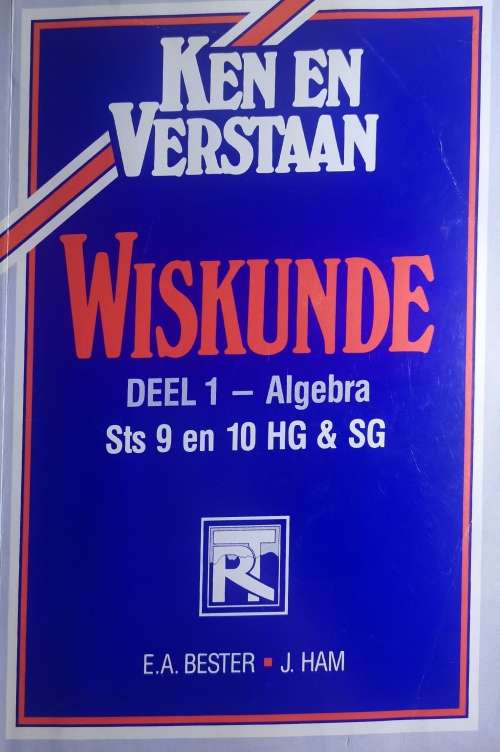 KEN EN
VERSTAAN
WISKUNDE
DEEL 1 – Algebra
Sts 9 en 10 HG & SG
RT
E.A. BESTER ▪ J. HAM